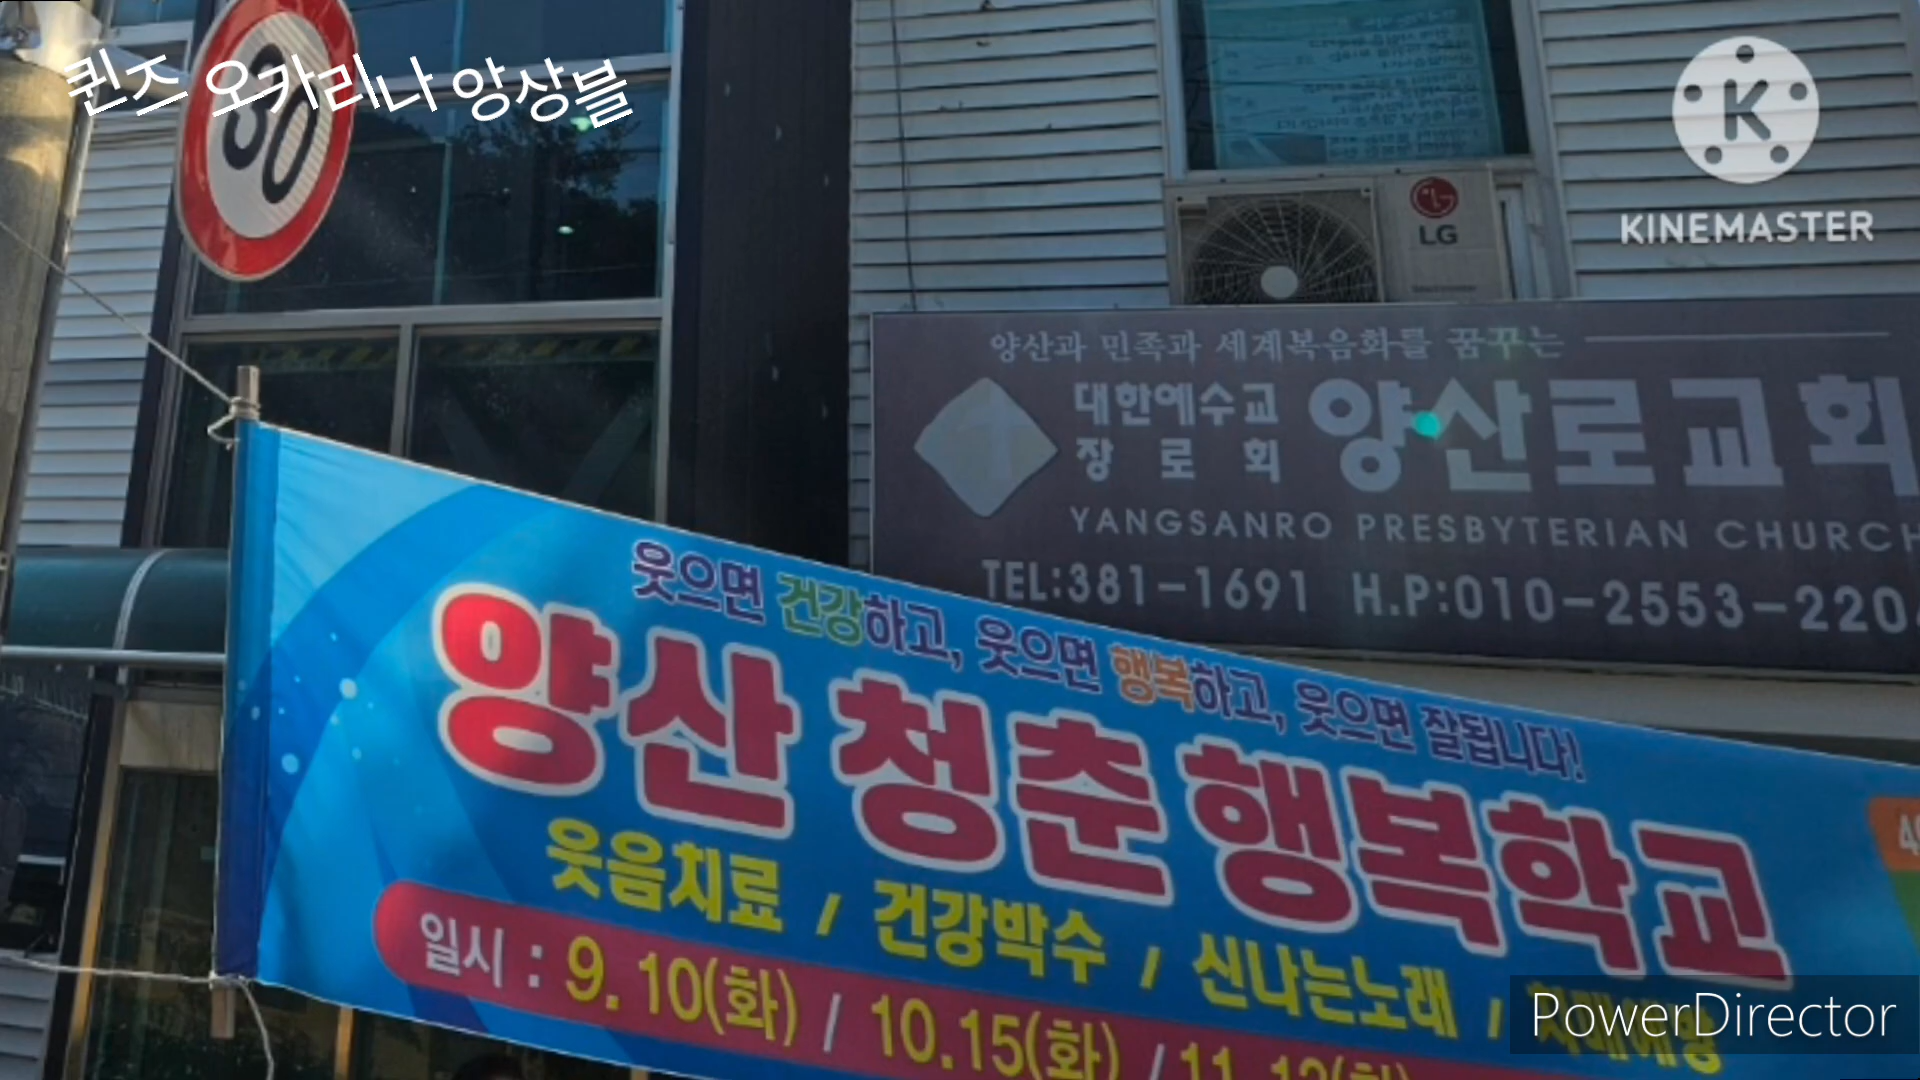 퀸즈 오카리나 앙상블
30
KINEMASTER
LG
양산과 민족과 세계복음화를 꿈꾸는
대한예수교
장로회
양산로교회
YANGSANRO PRESBYTERIAN CHURCH
TEL:381-1691 H.P:010-2553-220
웃으면 건강하고, 웃으면 행복하고, 웃으면 잘됩니다!
양산 청춘 행복학교
웃음치료 / 건강박수 / 신나는노래 /
일시 : 9.10(화) / 10.15(화) / 11.12(화)
PowerDirector